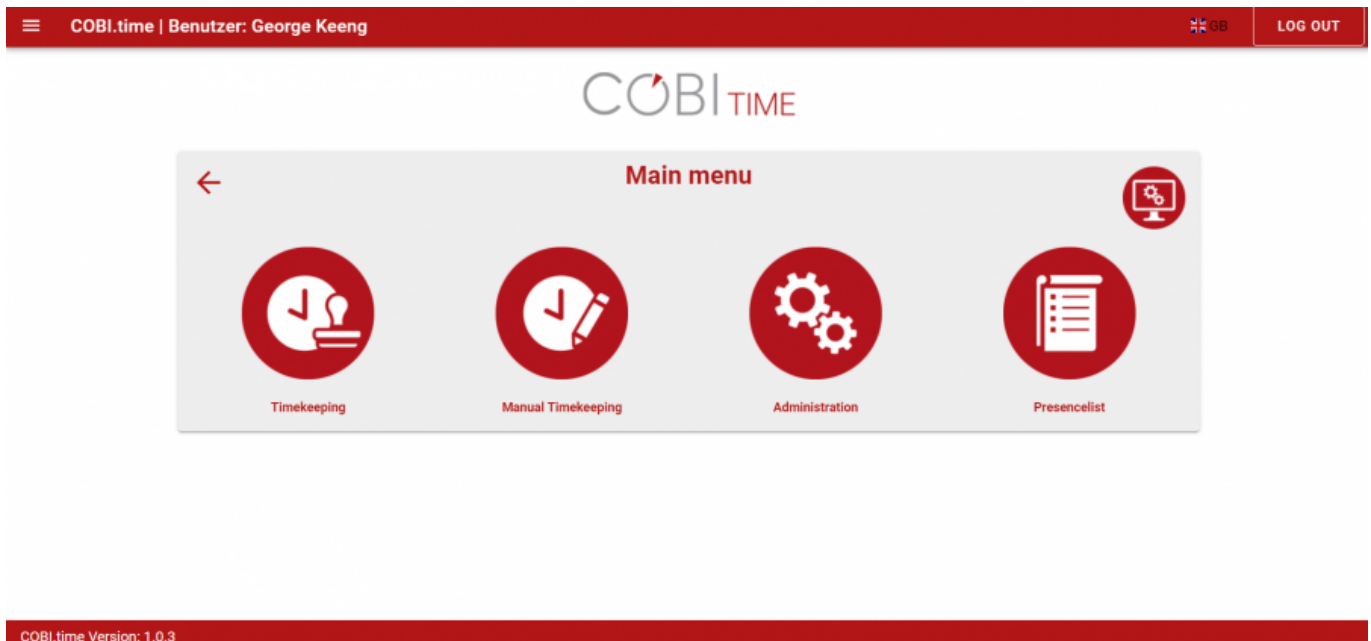 COBI.time | Benutzer: George Keeng
GB
LOG OUT
COBI TIME
Main menu
Timekeeping
Manual Timekeeping
Administration
Presencelist
COBI.time Version: 1.0.3